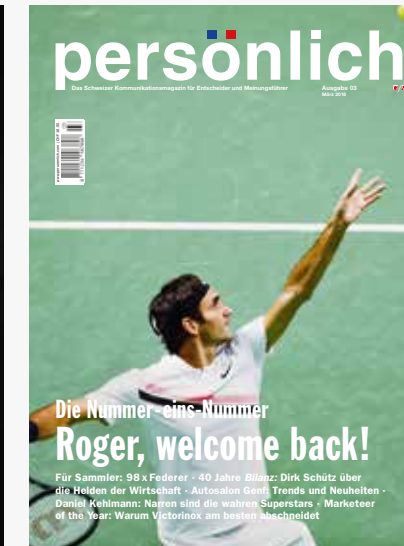 persönlich
Das Schweizer Kommunikationsmagazin für Entscheider und Meinungsführer
Ausgabe 03
März 2018
Die Nummer-eins-Nummer
Roger, welcome back!
Für Sammler: 98 x Federer · 40 Jahre Bilanz: Dirk Schütz über
die Helden der Wirtschaft · Autosalon Genf: Trends und Neuheiten ·
Daniel Kehlmann: Narren sind die wahren Superstars · Marketeer
of the Year: Warum Victorinox am besten abschneidet